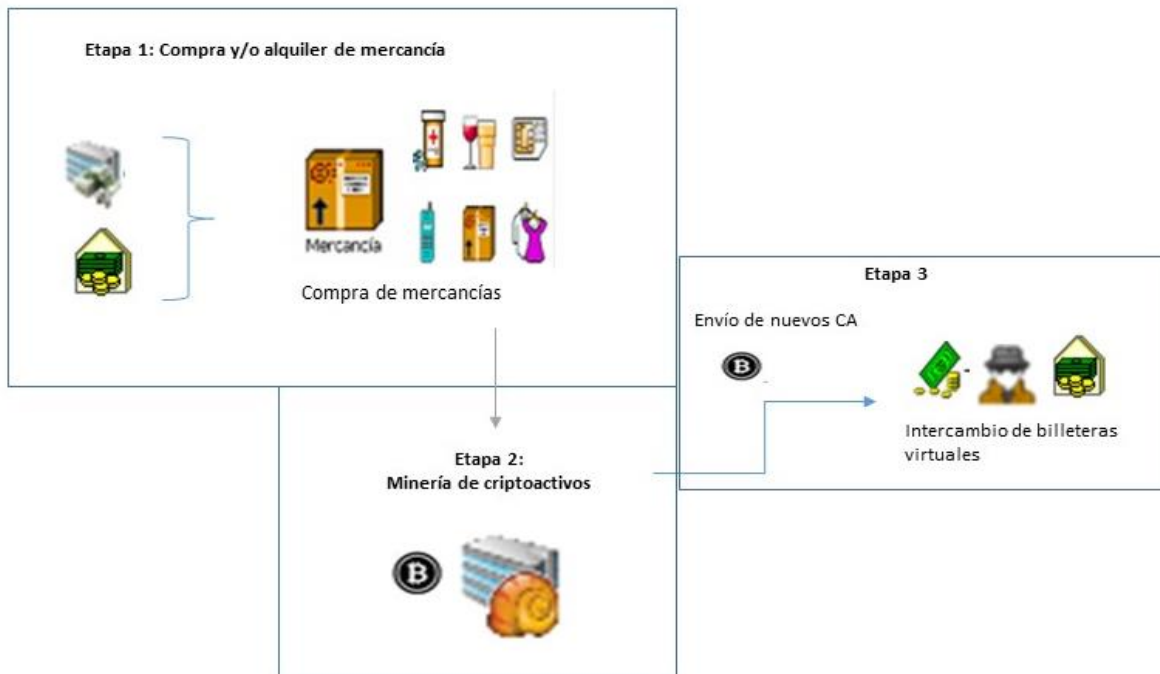 Etapa 1: Compra y/o alquiler de mercancía
Mercancía
Compra de mercancías
Etapa 2:
Minería de criptoactivos
Etapa 3
Envío de nuevos CA
Intercambio de billeteras
virtuales